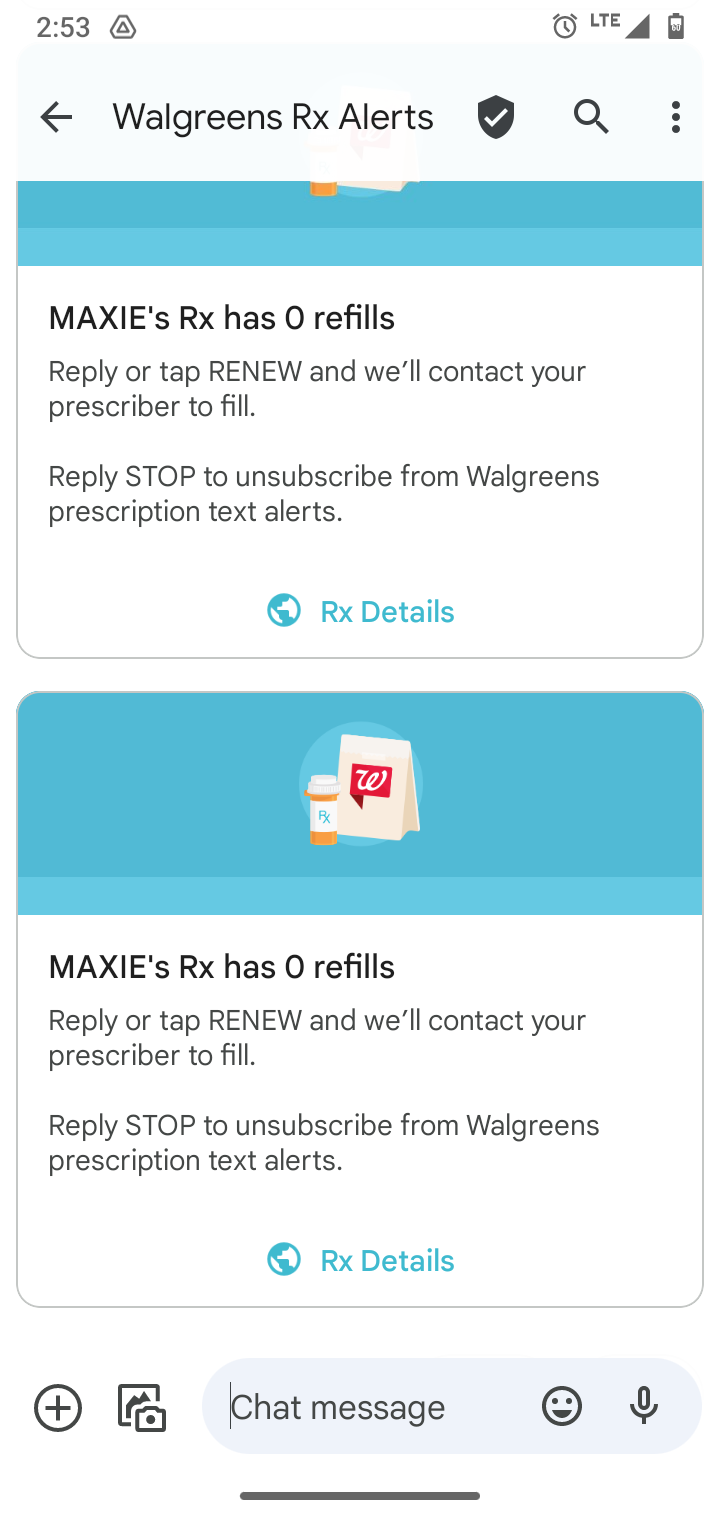 2:53
LTE
Walgreens Rx Alerts
MAXIE's Rx has 0 refills
Reply or tap RENEW and we’ll contact your
prescriber to fill.
Reply STOP to unsubscribe from Walgreens
prescription text alerts.
Rx Details
W
Rx
MAXIE's Rx has 0 refills
Reply or tap RENEW and we’ll contact your
prescriber to fill.
Reply STOP to unsubscribe from Walgreens
prescription text alerts.
Rx Details
Chat message